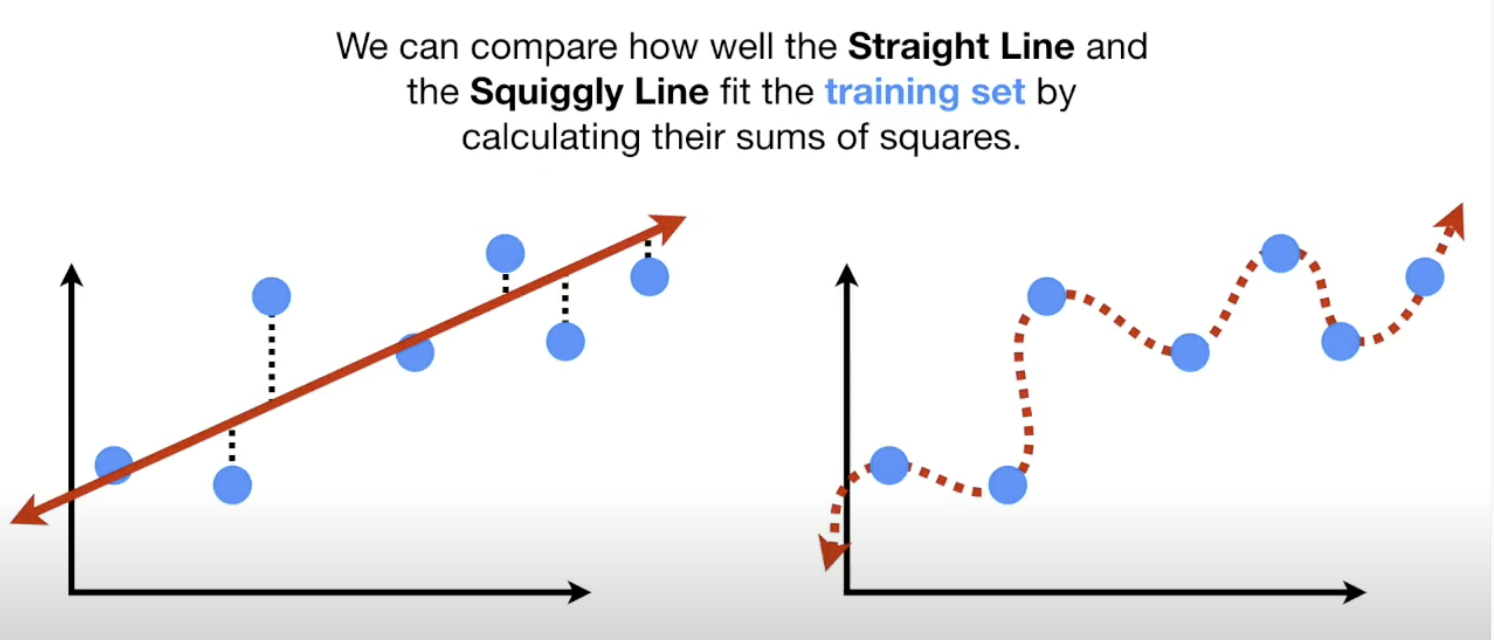 We can compare how well the Straight Line and
the Squiggly Line fit the training set by
calculating their sums of squares.